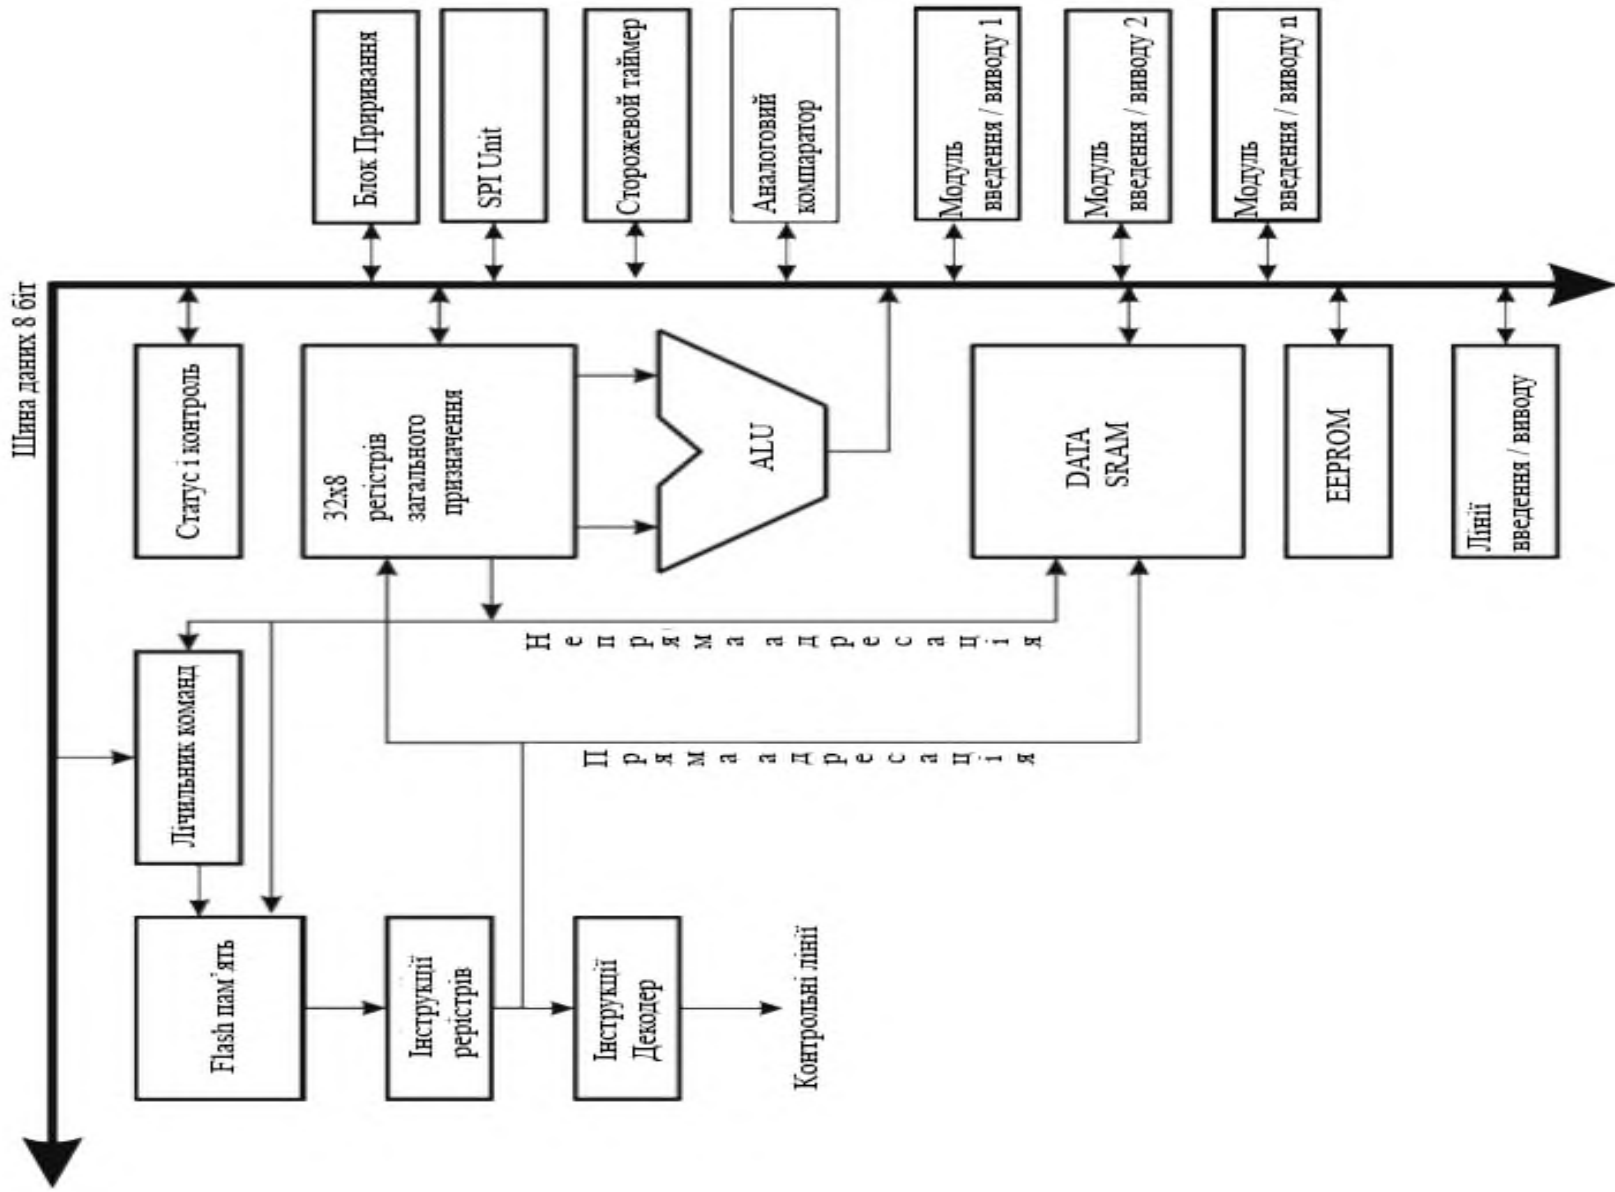 Шина даних 8 біт
Flash пам`ять
Лічильник команд
Статус і контроль
Інструкції
рерістрів
32x8
регістрів
загального
призначення
Блок Приривання
SPI Unit
Інструкції
Декодер
Сторожевой таймер
ALU
Аналоговий
компаратор
Контрольні лінії
Непряма адресація
Пряма адресація
Модуль
введення / виводу 1
DATA
SRAM
Модуль
введення / виводу 2
Модуль
введення / виводу n
EEPROM
Лінії
введення / виводу